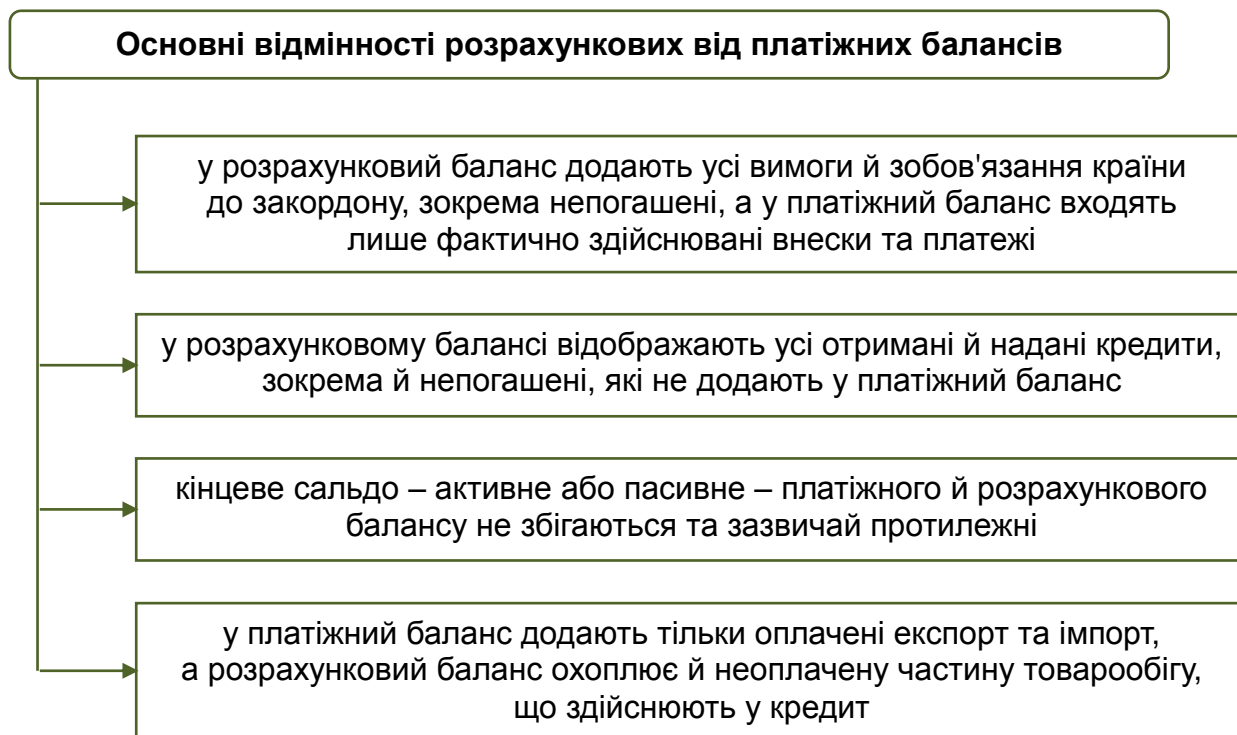 Основні відмінності розрахункових від платіжних балансів
у розрахунковий баланс додають усі вимоги й зобов'язання країни
до закордону, зокрема непогашені, а у платіжний баланс входять
лише фактично здійснювані внески та платежі
у розрахунковому балансі відображають усі отримані й надані кредити,
зокрема й непогашені, які не додають у платіжний баланс
кінцеве сальдо – активне або пасивне – платіжного й розрахункового
балансу не збігаються та зазвичай протилежні
у платіжний баланс додають тільки оплачені експорт та імпорт,
а розрахунковий баланс охоплює й неоплачену частину товарообігу,
що здійснюють у кредит